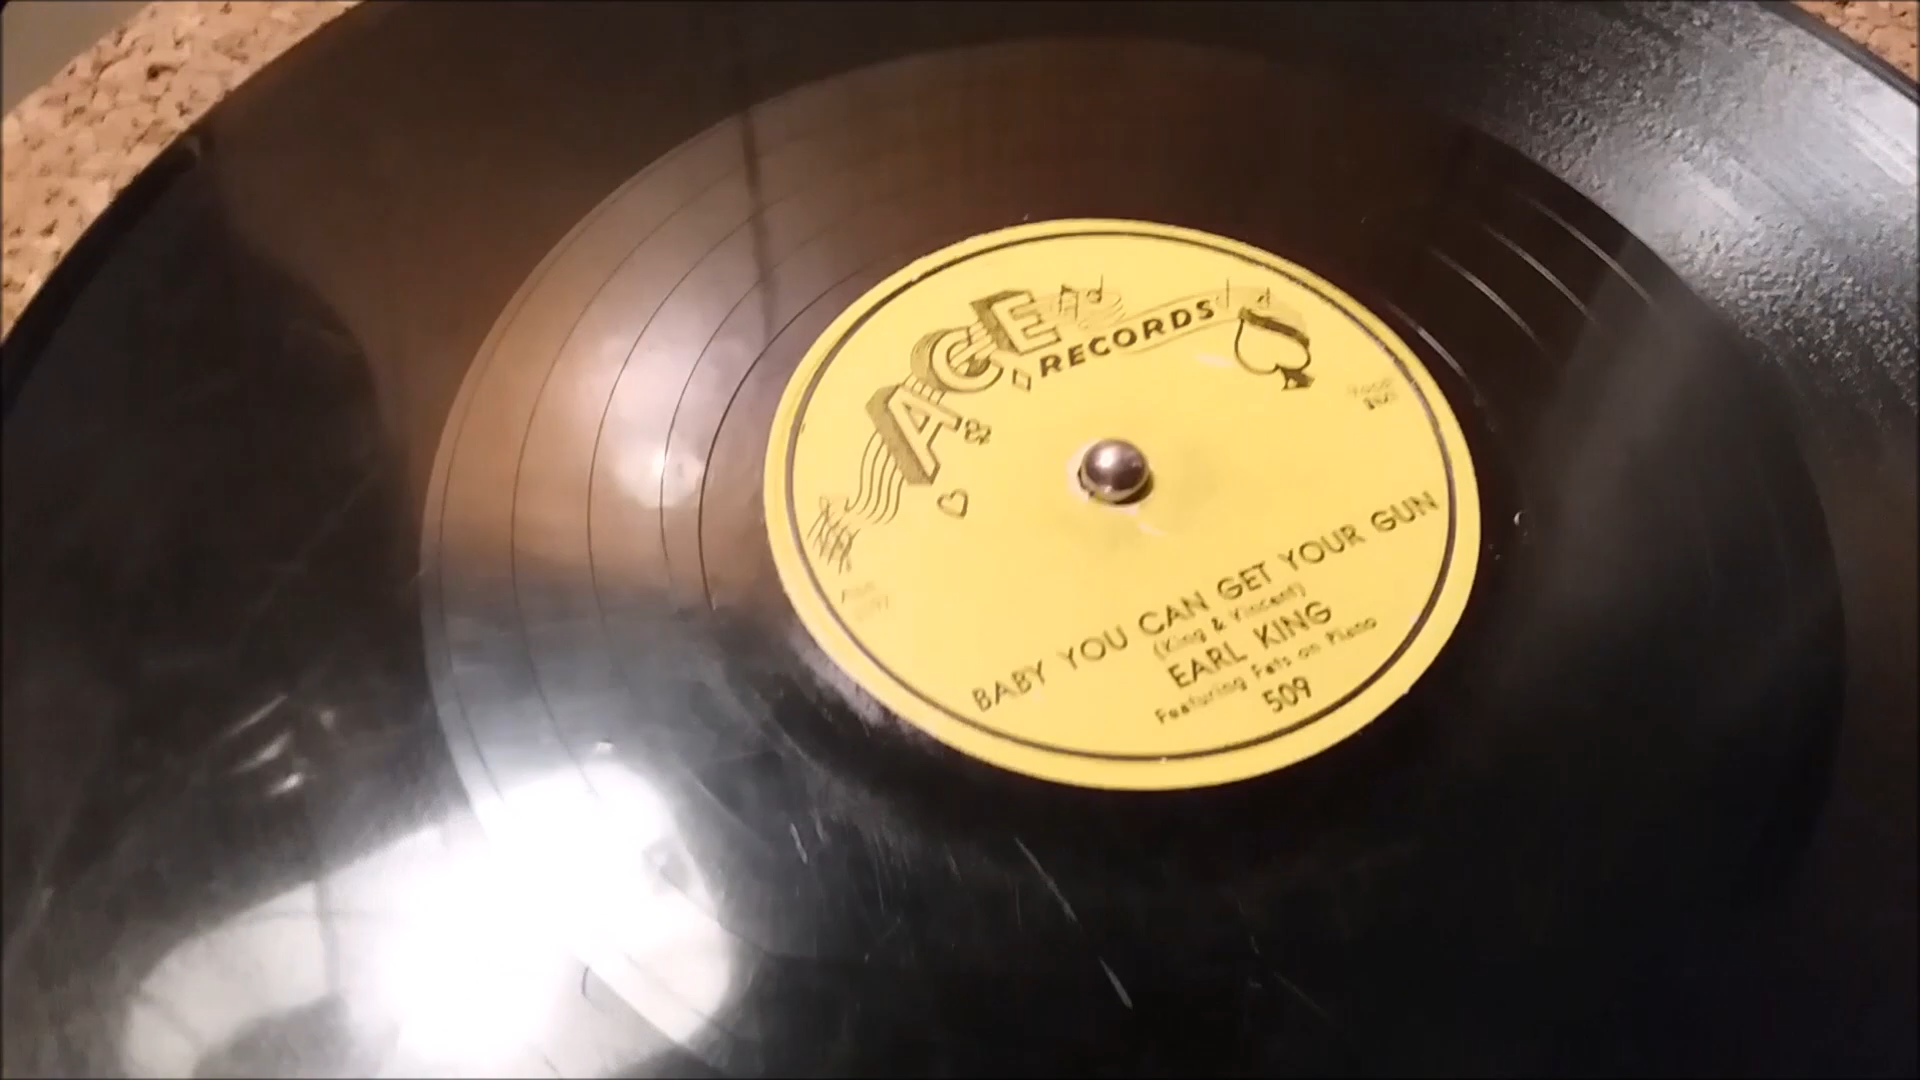 ACE RECORDS
BABY YOU CAN GET YOUR GUN
(King & Vincent)
EARL KING
Featuring Fats on Piano
509